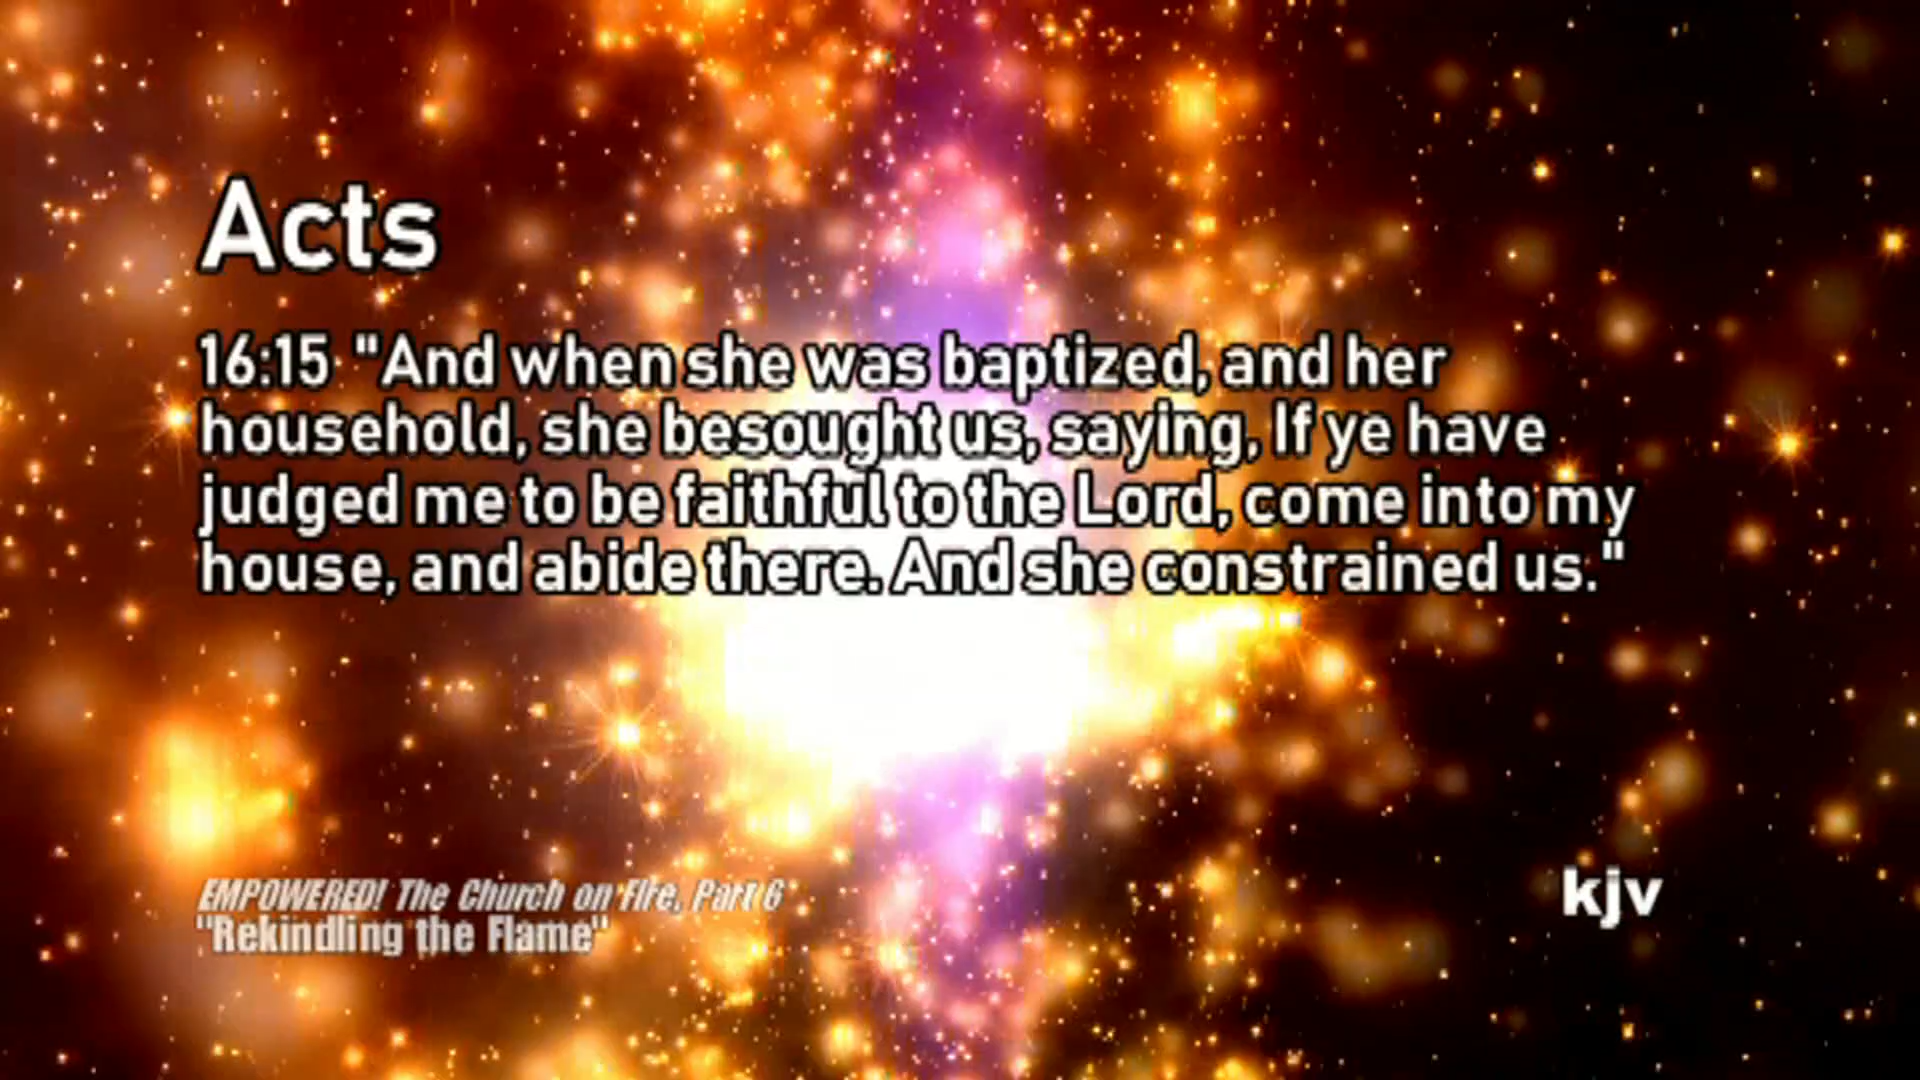 Acts
16:15 "And when she was baptized, and her
household, she besought us, saying, If ye have
judged me to be faithful to the Lord, come into my
house, and abide there. And she constrained us."
EMPOWERED! The Church on Fire, Part 6
"Rekindling the Flame"
kjv